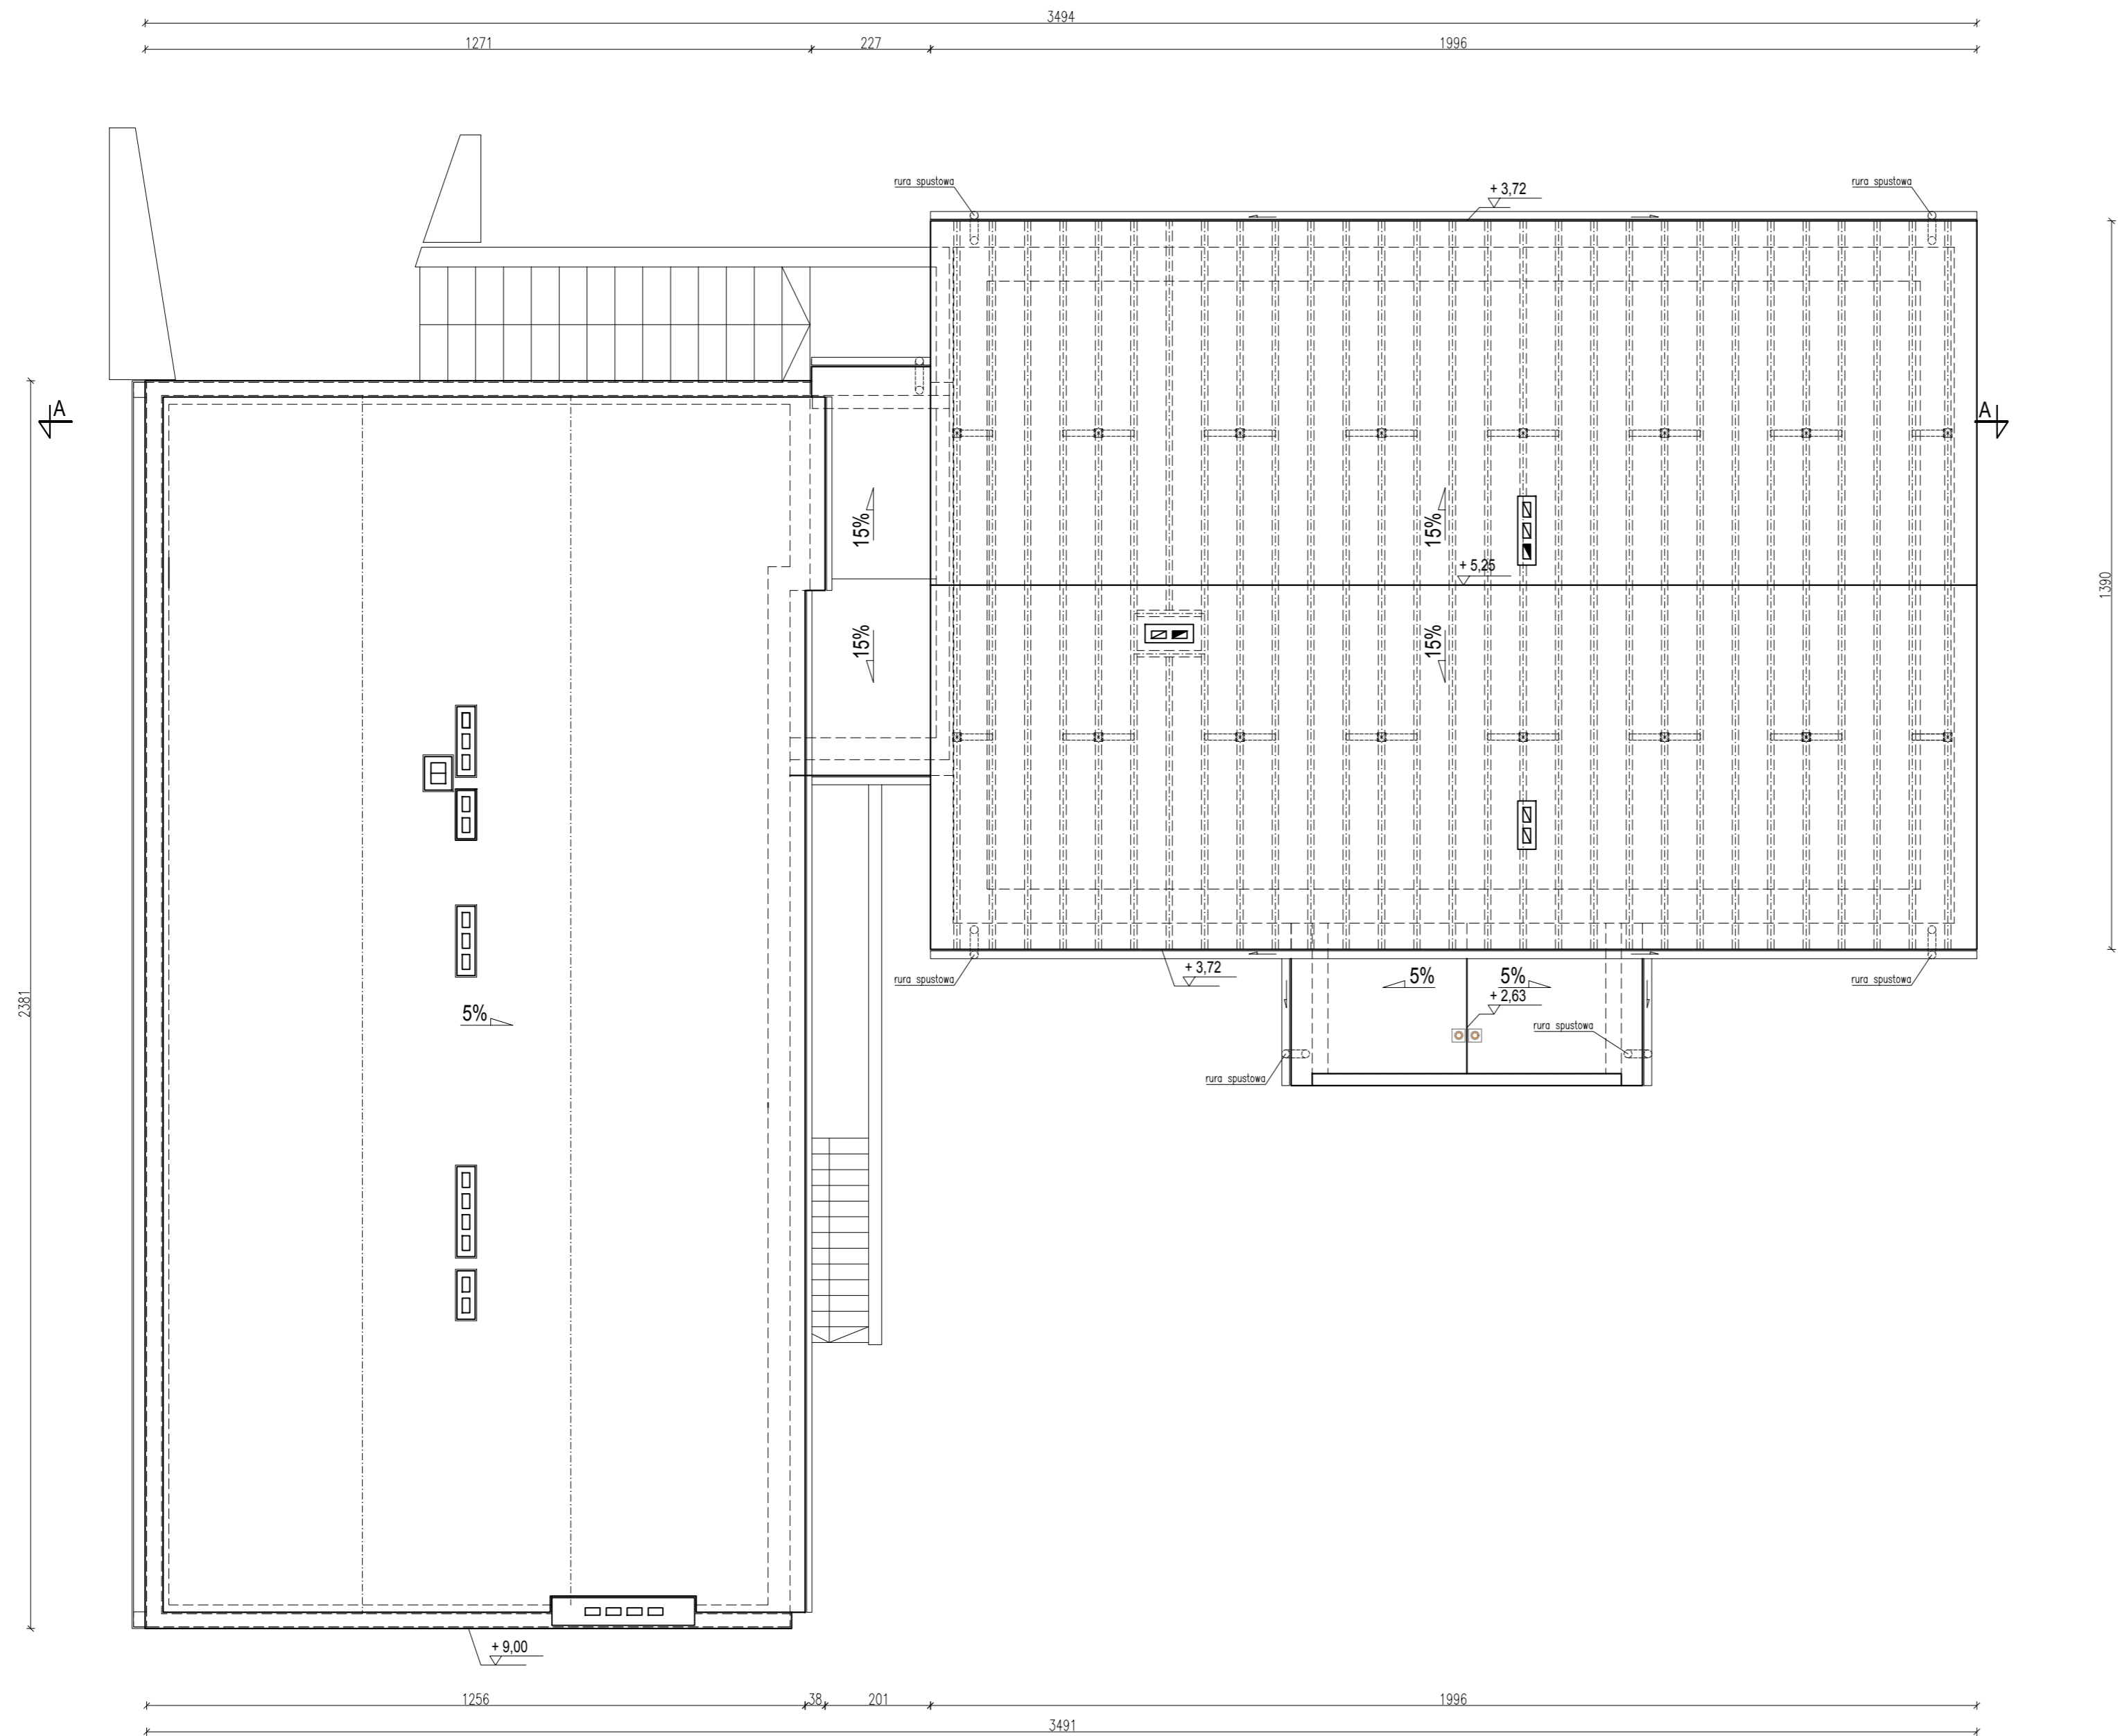 3494
1271
227
1996
rura spustowa
+ 3,72
rura spustowa
A
A
15%
15%
+ 5,25
1390
15%
15%
2381
5%
rura spustowa
+ 3,72
5%
5%
rura spustowa
+ 2,63
rura spustowa
rura spustowa
+ 9,00
1256
38
201
1996
3491